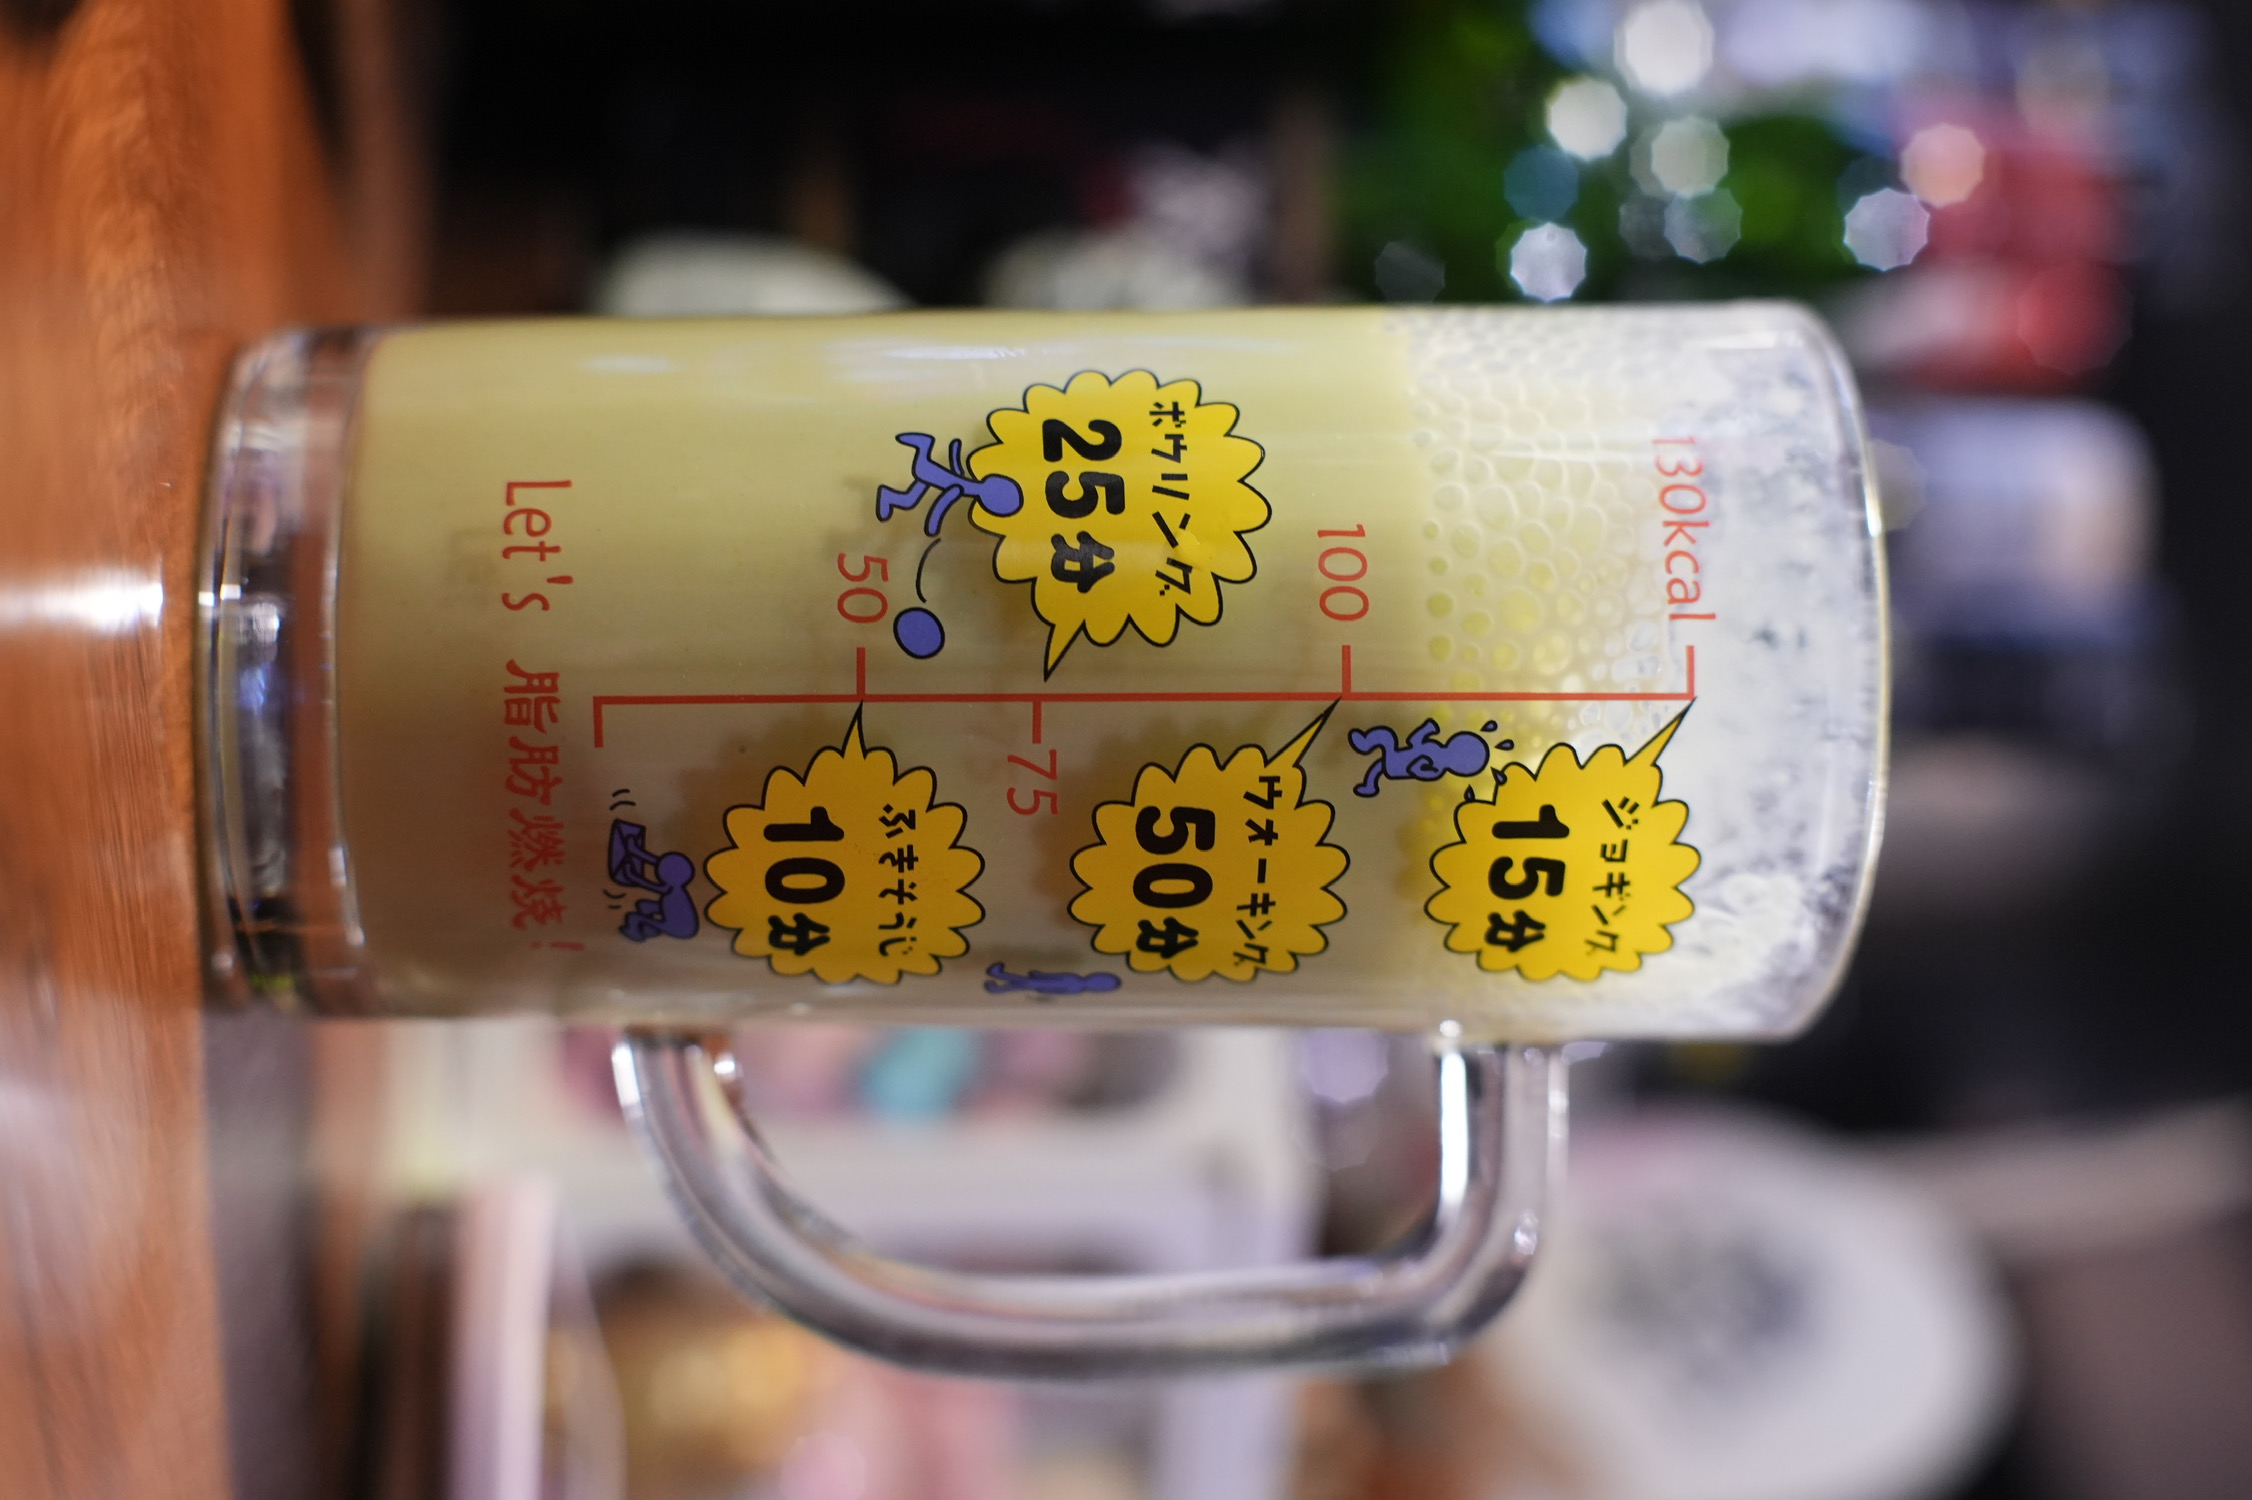 130kcal
ジョギング
15分
100
ウォーキング
50分
ボウリング
25分
75
50
ふきそうじ
10分
Let's 脂肪燃焼!